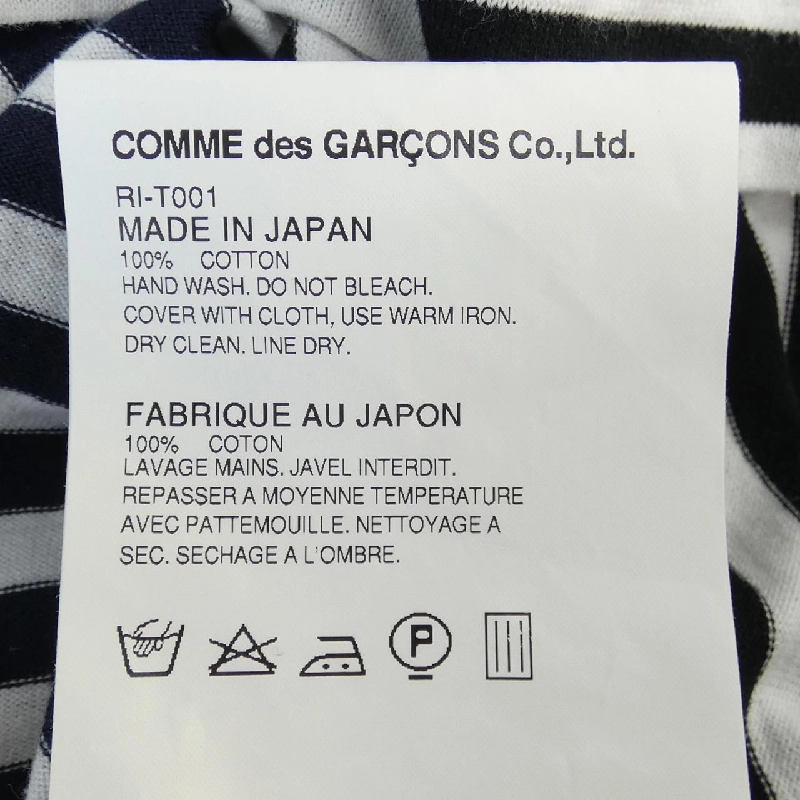 COMME des GARÇONS Co.,Ltd.
RI-T001
MADE IN JAPAN
100% COTTON
HAND WASH. DO NOT BLEACH.
COVER WITH CLOTH, USE WARM IRON.
DRY CLEAN. LINE DRY.
FABRIQUE AU JAPON
100% COTON
LAVAGE MAINS. JAVEL INTERDIT.
REPASSER A MOYENNE TEMPERATURE
AVEC PATTEMOUILLE. NETTOYAGE A
SEC. SECHAGE A L'OMBRE.
P